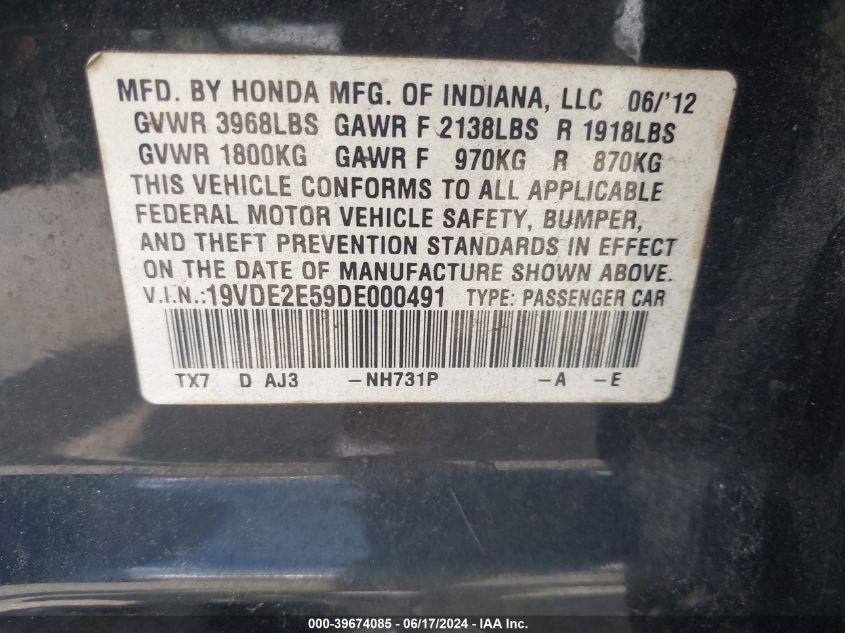 MFD. BY HONDA MFG. OF INDIANA, LLC 06/'12
GVWR 3968LBS GAWR F 2138LBS R 1918LBS
GVWR 1800KG GAWR F 970KG R 870KG
THIS VEHICLE CONFORMS TO ALL APPLICABLE
FEDERAL MOTOR VEHICLE SAFETY, BUMPER,
AND THEFT PREVENTION STANDARDS IN EFFECT
ON THE DATE OF MANUFACTURE SHOWN ABOVE.
V.I.N.:19VDE2E59DE000491 TYPE: PASSENGER CAR
TX7 D AJ3 –NH731P –A –E
000-39674085 - 06/17/2024 - IAA Inc.